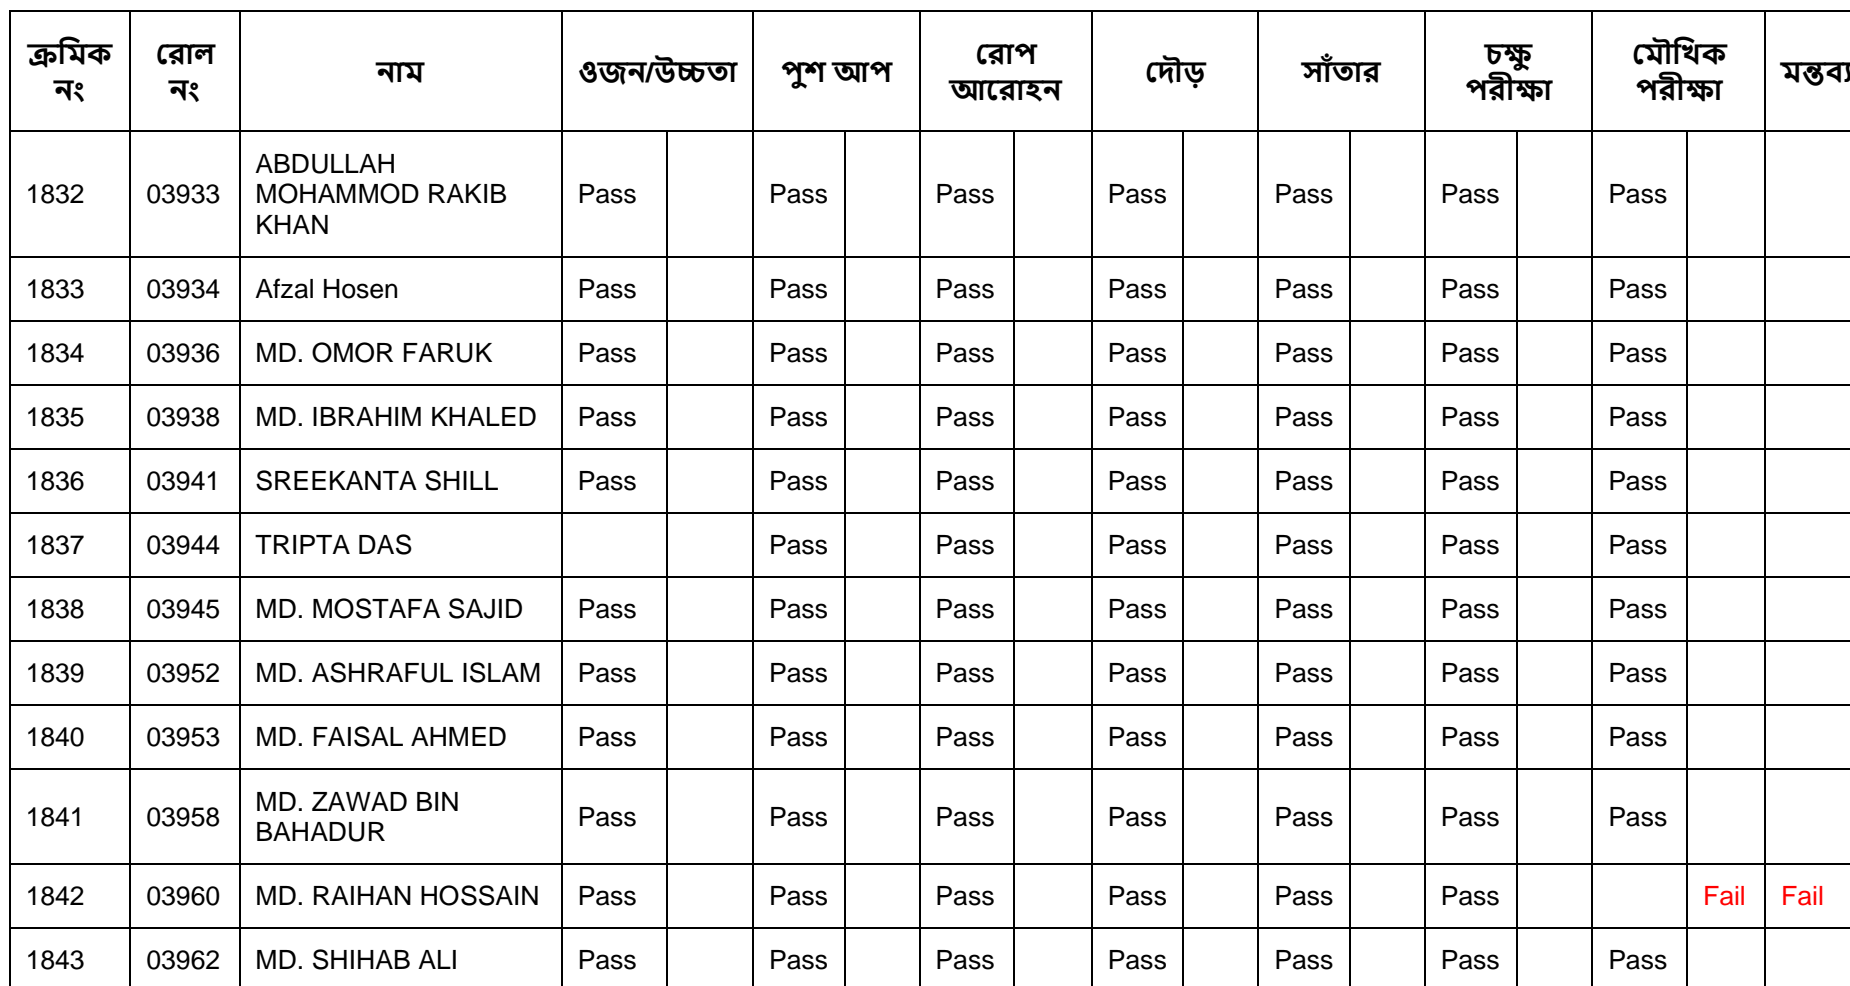 ক্রমিক নং রোল নং নাম ওজন/উচ্চতা পুশ আপ রোপ আরোহন দৌড় সাঁতার চক্ষু পরীক্ষা মৌখিক পরীক্ষা মন্তব্য
1832 03933 ABDULLAH MOHAMMOD RAKIB KHAN Pass Pass Pass Pass Pass Pass Pass
1833 03934 Afzal Hosen Pass Pass Pass Pass Pass Pass Pass
1834 03936 MD. OMOR FARUK Pass Pass Pass Pass Pass Pass Pass
1835 03938 MD. IBRAHIM KHALED Pass Pass Pass Pass Pass Pass Pass
1836 03941 SREEKANTA SHILL Pass Pass Pass Pass Pass Pass Pass
1837 03944 TRIPTA DAS Pass Pass Pass Pass Pass Pass
1838 03945 MD. MOSTAFA SAJID Pass Pass Pass Pass Pass Pass Pass
1839 03952 MD. ASHRAFUL ISLAM Pass Pass Pass Pass Pass Pass Pass
1840 03953 MD. FAISAL AHMED Pass Pass Pass Pass Pass Pass Pass
1841 03958 MD. ZAWAD BIN BAHADUR Pass Pass Pass Pass Pass Pass Pass
1842 03960 MD. RAIHAN HOSSAIN Pass Pass Pass Pass Pass Pass Fail Fail
1843 03962 MD. SHIHAB ALI Pass Pass Pass Pass Pass Pass Pass